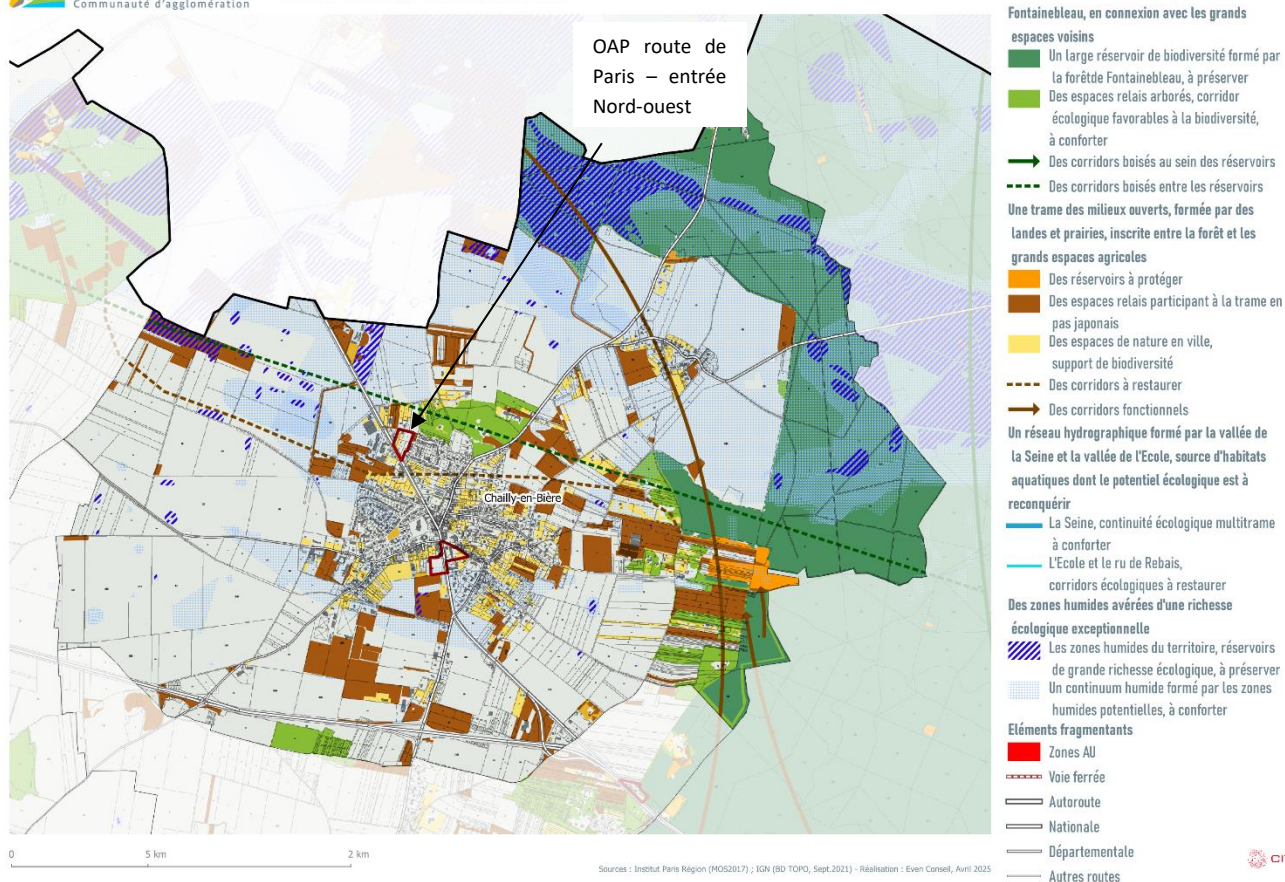 Communauté d'agglomération
OAP route de
Paris – entrée
Nord-ouest
Chailly-en-Bière
0
5 km
2 km
Sources : Institut Paris Région (MOS2017) ; IGN (BD TOPO, Sept.2021) - Réalisation : Even Conseil, Avril 2025
Fontainebleau, en connexion avec les grands
espaces voisins
Un large réservoir de biodiversité formé par
la forêtde Fontainebleau, à préserver
Des espaces relais arborés, corridor
écologique favorables à la biodiversité,
à conforter
Des corridors boisés au sein des réservoirs
Des corridors boisés entre les réservoirs
Une trame des milieux ouverts, formée par des
landes et prairies, inscrite entre la forêt et les
grands espaces agricoles
Des réservoirs à protéger
Des espaces relais participant à la trame en
pas japonais
Des espaces de nature en ville,
support de biodiversité
Des corridors à restaurer
Des corridors fonctionnels
Un réseau hydrographique formé par la vallée de
la Seine et la vallée de l'Ecole, source d'habitats
aquatiques dont le potentiel écologique est à
reconquérir
La Seine, continuité écologique multitrame
à conforter
L'Ecole et le ru de Rebais,
corridors écologiques à restaurer
Des zones humides avérées d'une richesse
écologique exceptionnelle
Les zones humides du territoire, réservoirs
de grande richesse écologique, à préserver
Un continuum humide formé par les zones
humides potentielles, à conforter
Eléments fragmentants
Zones AU
Voie ferrée
Autoroute
Nationale
Départementale
Autres routes